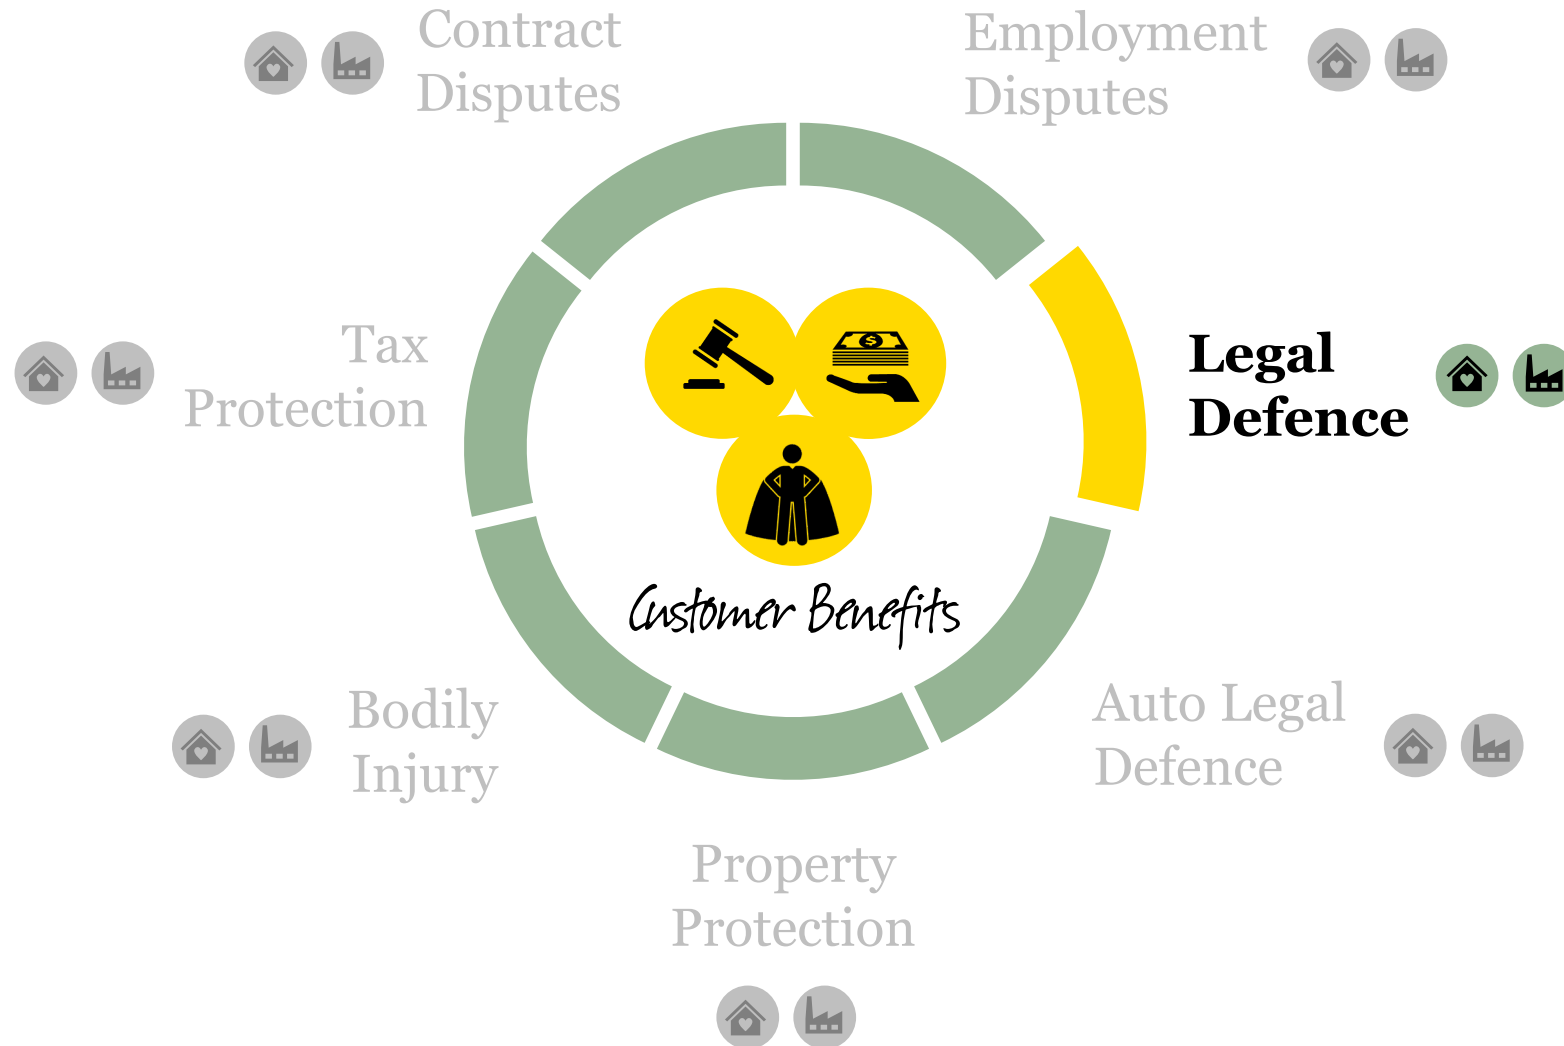 Contract
Disputes
Employment
Disputes
Tax
Protection
Legal
Defence
Customer Benefits
Bodily
Injury
Auto Legal
Defence
Property
Protection